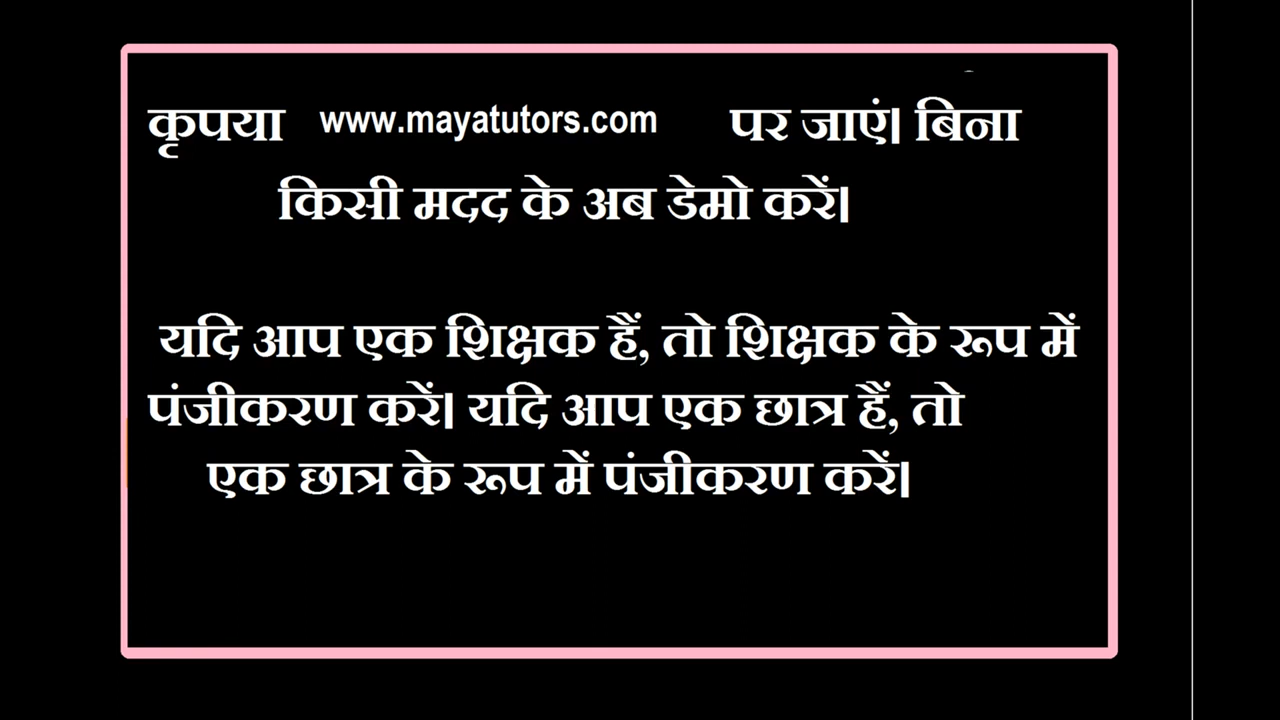 कृपया www.mayatutors.com पर जाएं। बिना
किसी मदद के अब डेमो करें।
यदि आप एक शिक्षक हैं, तो शिक्षक के रूप में
पंजीकरण करें। यदि आप एक छात्र हैं, तो
एक छात्र के रूप में पंजीकरण करें।